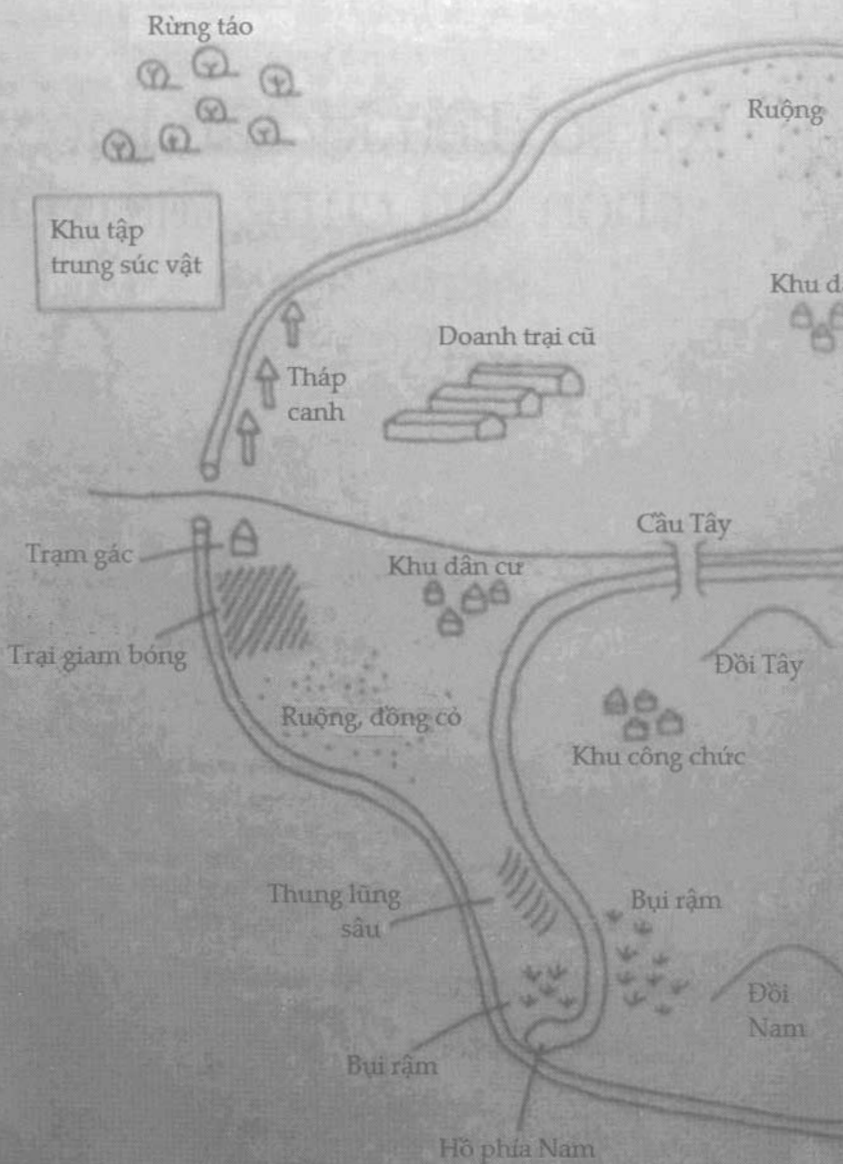 Rừng táo
Ruộng
Khu tập
trung súc vật
Khu
Doanh trại cũ
Tháp
canh
Cầu Tây
Trạm gác
Khu dân cư
Trại giam bóng
Đồi Tây
Ruộng, đồng cỏ
Khu công chức
Thung lũng
sâu
Bụi rậm
Đồi
Nam
Bụi rậm
Hồ phía Nam